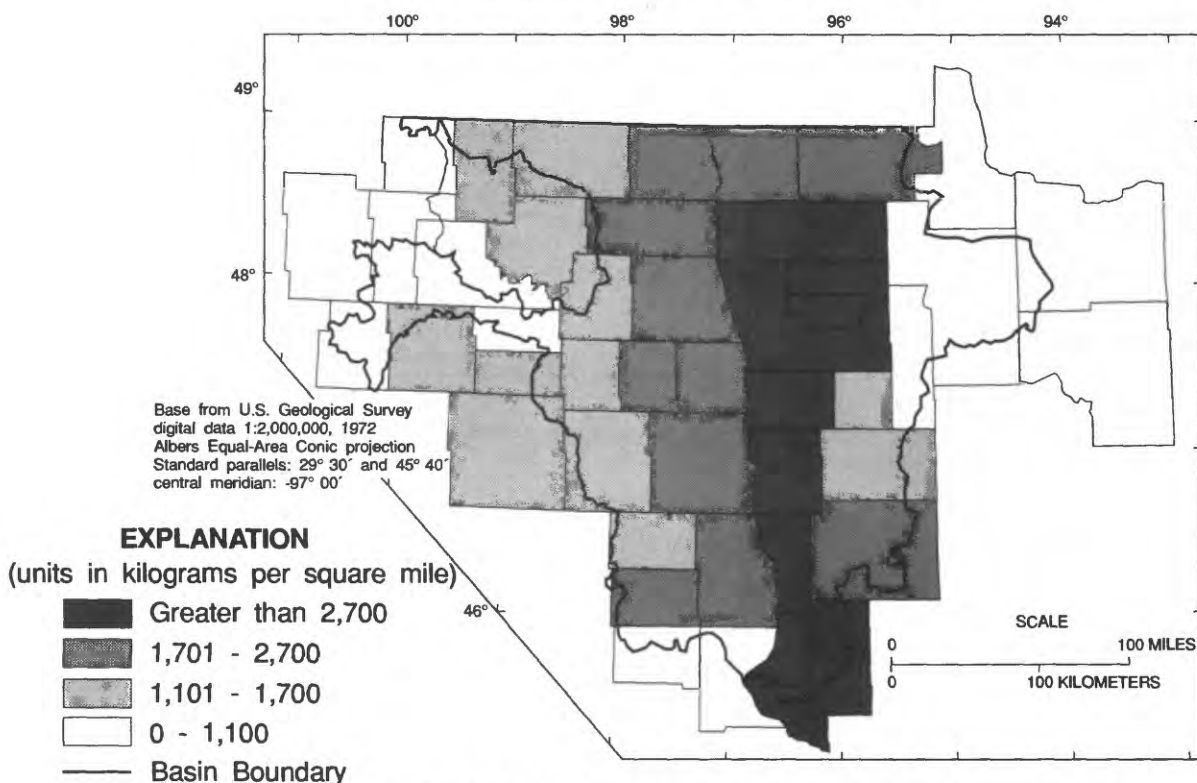 100° 98° 96° 94°
49°
48°
46°
Base from U.S. Geological Survey
digital data 1:2,000,000, 1972
Albers Equal-Area Conic projection
Standard parallels: 29° 30´ and 45° 40´
central meridian: -97° 00´
EXPLANATION
(units in kilograms per square mile)
Greater than 2,700
1,701 - 2,700
1,101 - 1,700
0 - 1,100
Basin Boundary
SCALE
0 100 MILES
0 100 KILOMETERS